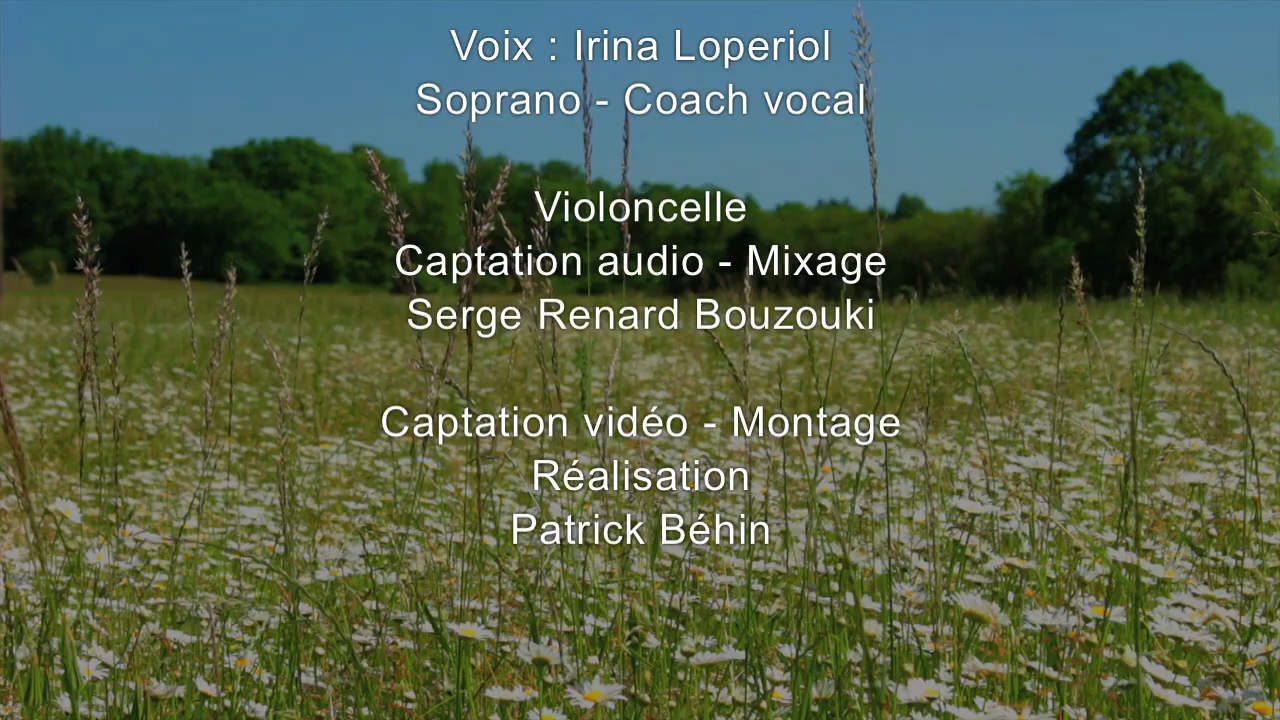 Voix : Irina Loperiol
Soprano - Coach vocal
Violoncelle
Captation audio - Mixage
Serge Renard Bouzouki
Captation vidéo - Montage
Réalisation
Patrick Béhin